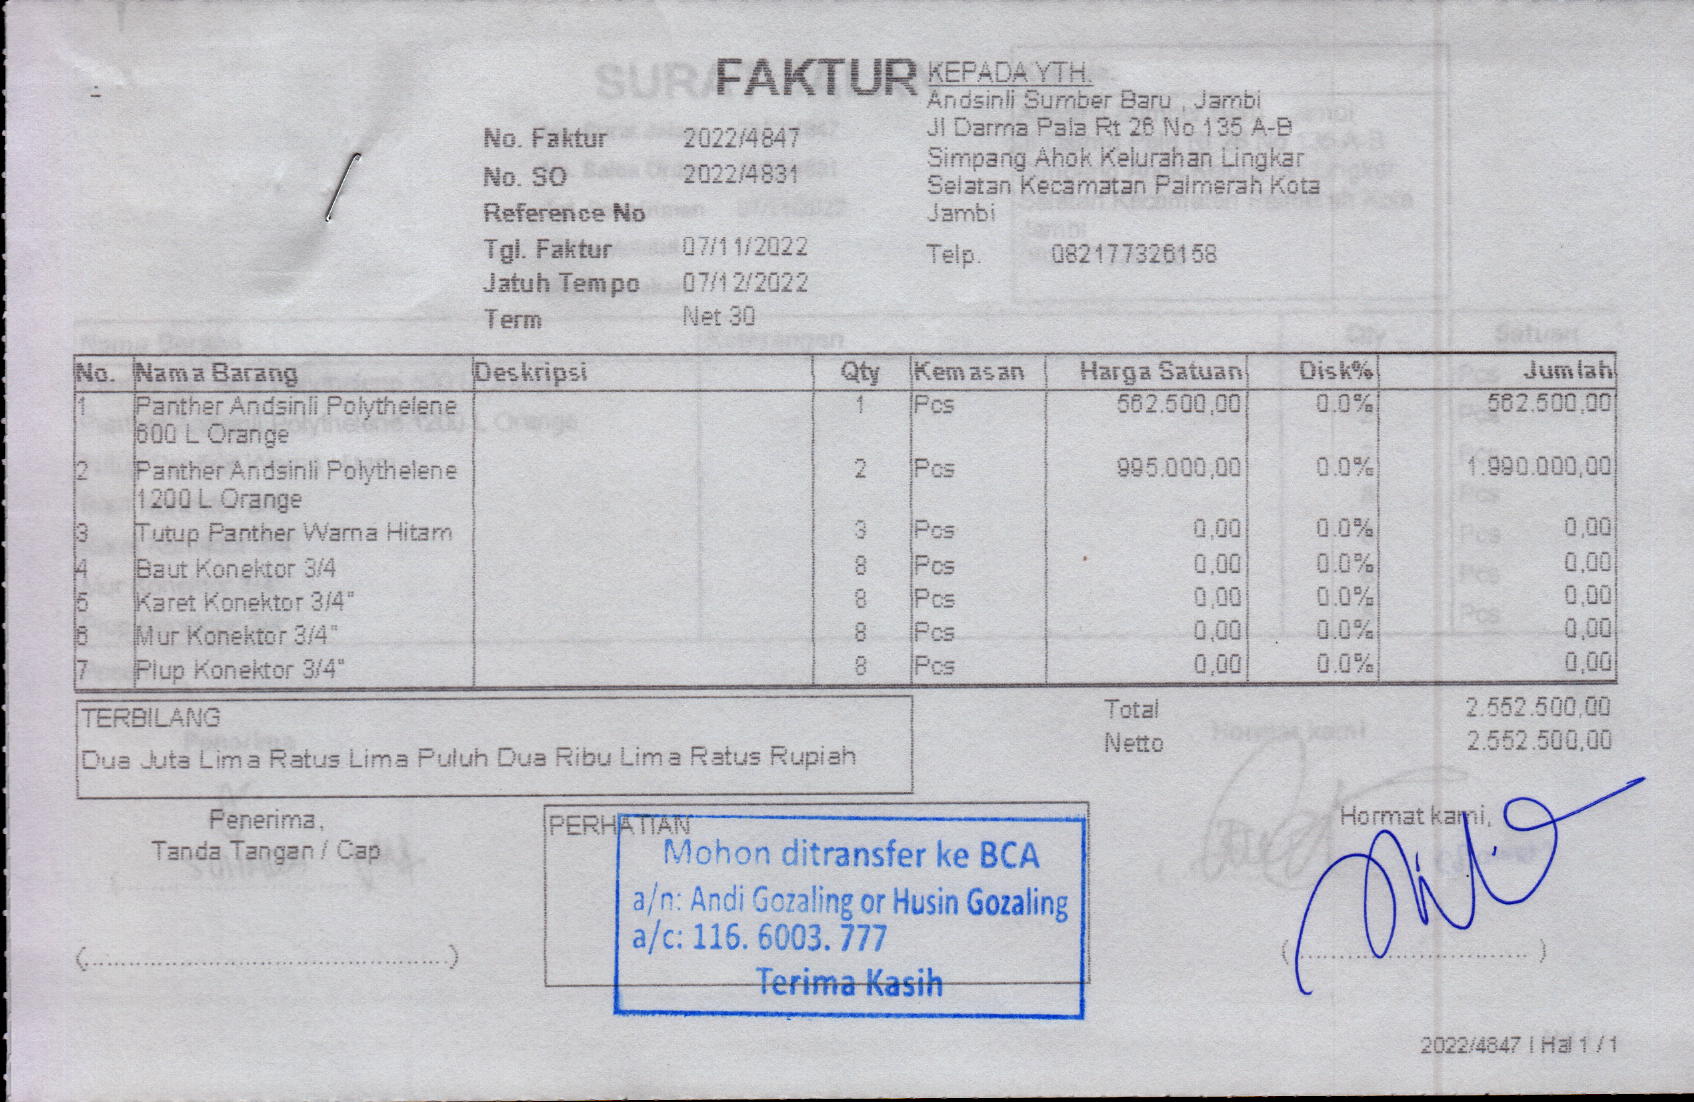 FAKTUR
KEPADA YTH.
Andsinli Sumber Baru , Jambi
Jl Darma Pala Rt 26 No 135 A-B
Simpang Ahok Kelurahan Lingkar
Selatan Kecamatan Palmerah Kota
Jambi
Telp. 082177326158
No. Faktur 2022/4847
No. SO 2022/4831
Reference No
Tgl. Faktur 07/11/2022
Jatuh Tempo 07/12/2022
Term Net 30
No. Nama Barang Deskripsi Qty Kemasan Harga Satuan Disk% Jumlah
1 Panther Andsinli Polythelene 1 Pcs 562.500,00 0.0% 562.500,00
600 L Orange
2 Panther Andsinli Polythelene 2 Pcs 995.000,00 0.0% 1.990.000,00
1200 L Orange
3 Tutup Panther Warna Hitam 3 Pcs 0,00 0.0% 0,00
4 Baut Konektor 3/4 8 Pcs 0,00 0.0% 0,00
5 Karet Konektor 3/4" 8 Pcs 0,00 0.0% 0,00
6 Mur Konektor 3/4" 8 Pcs 0,00 0.0% 0,00
7 Plup Konektor 3/4" 8 Pcs 0,00 0.0% 0,00
TERBILANG
Dua Juta Lima Ratus Lima Puluh Dua Ribu Lima Ratus Rupiah
Total 2.552.500,00
Netto 2.552.500,00
Penerima,
Tanda Tangan / Cap
PERHATIAN
Mohon ditransfer ke BCA
a/n: Andi Gozaling or Husin Gozaling
a/c: 116. 6003. 777
Terima Kasih
Hormat kami,
2022/4847 | Hal 1 / 1